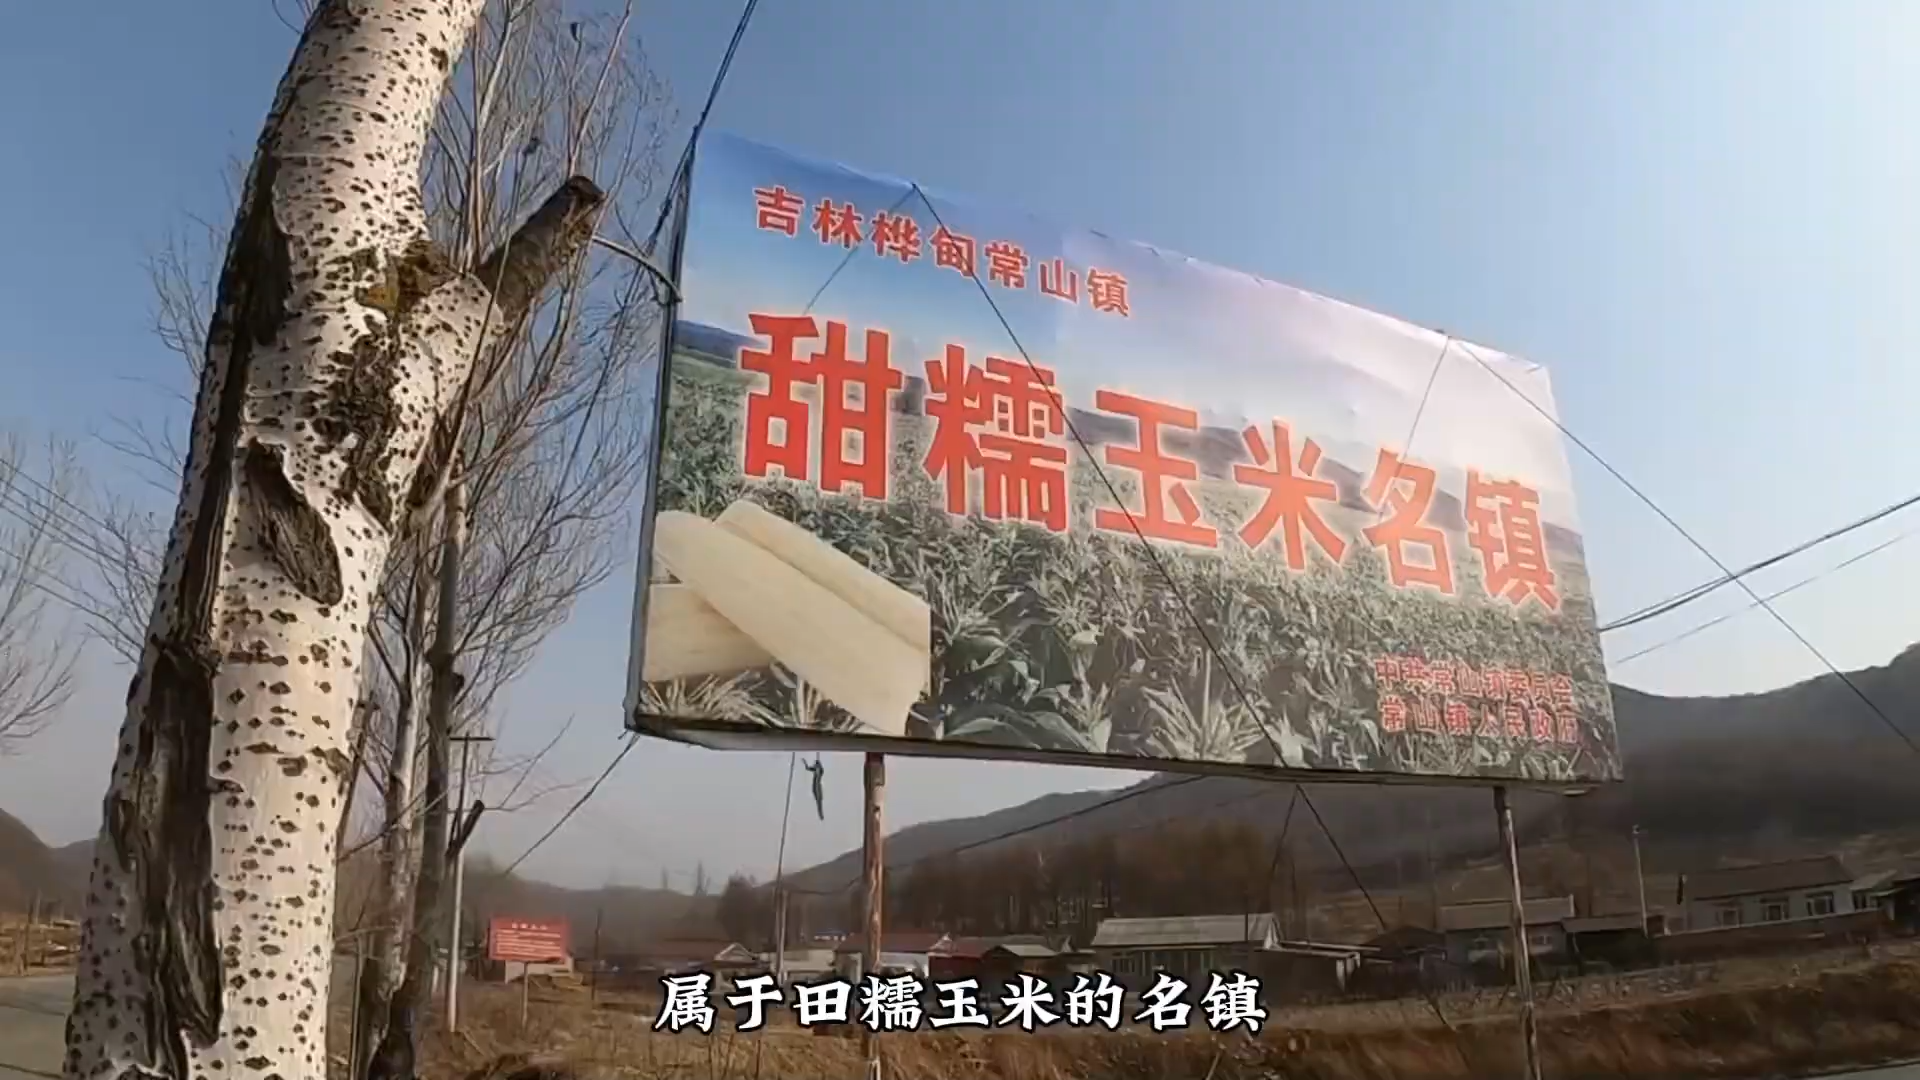 吉林桦甸常山镇
甜糯玉米名镇
中共常山镇委员会
常山镇人民政府
属于田糯玉米的名镇